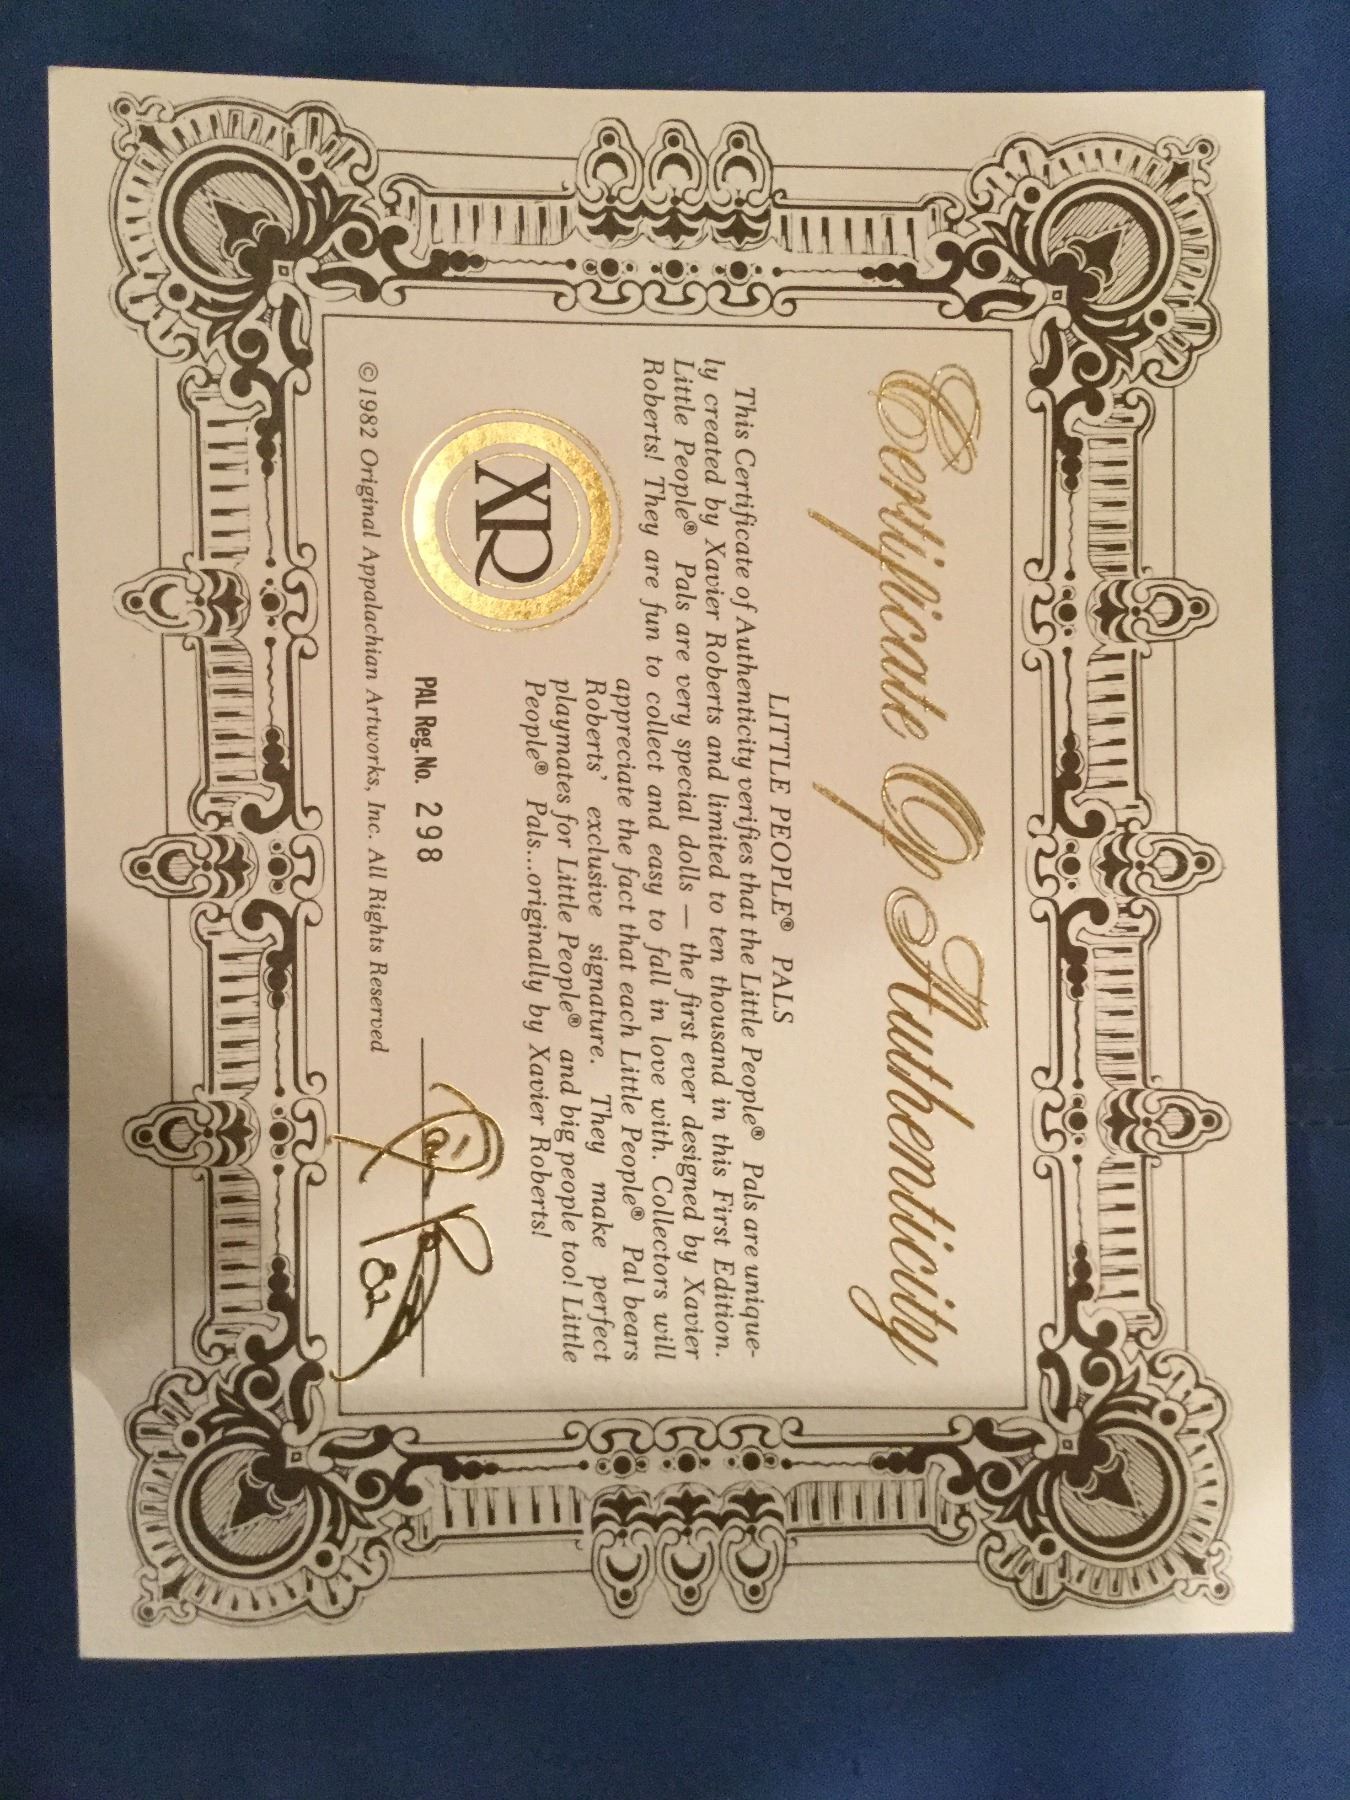 Certificate Of Authenticity
LITTLE PEOPLE® PALS
This Certificate of Authenticity verifies that the Little People® Pals are unique-
ly created by Xavier Roberts and limited to ten thousand in this First Edition.
Little People® Pals are very special dolls — the first ever designed by Xavier
Roberts! They are fun to collect and easy to fall in love with. Collectors will
appreciate the fact that each Little People® Pal bears
Roberts' exclusive signature. They make perfect
playmates for Little People® and big people too! Little
People® Pals...originally by Xavier Roberts!
XR
PAL Reg. No. 298
82
©1982 Original Appalachian Artworks, Inc. All Rights Reserved